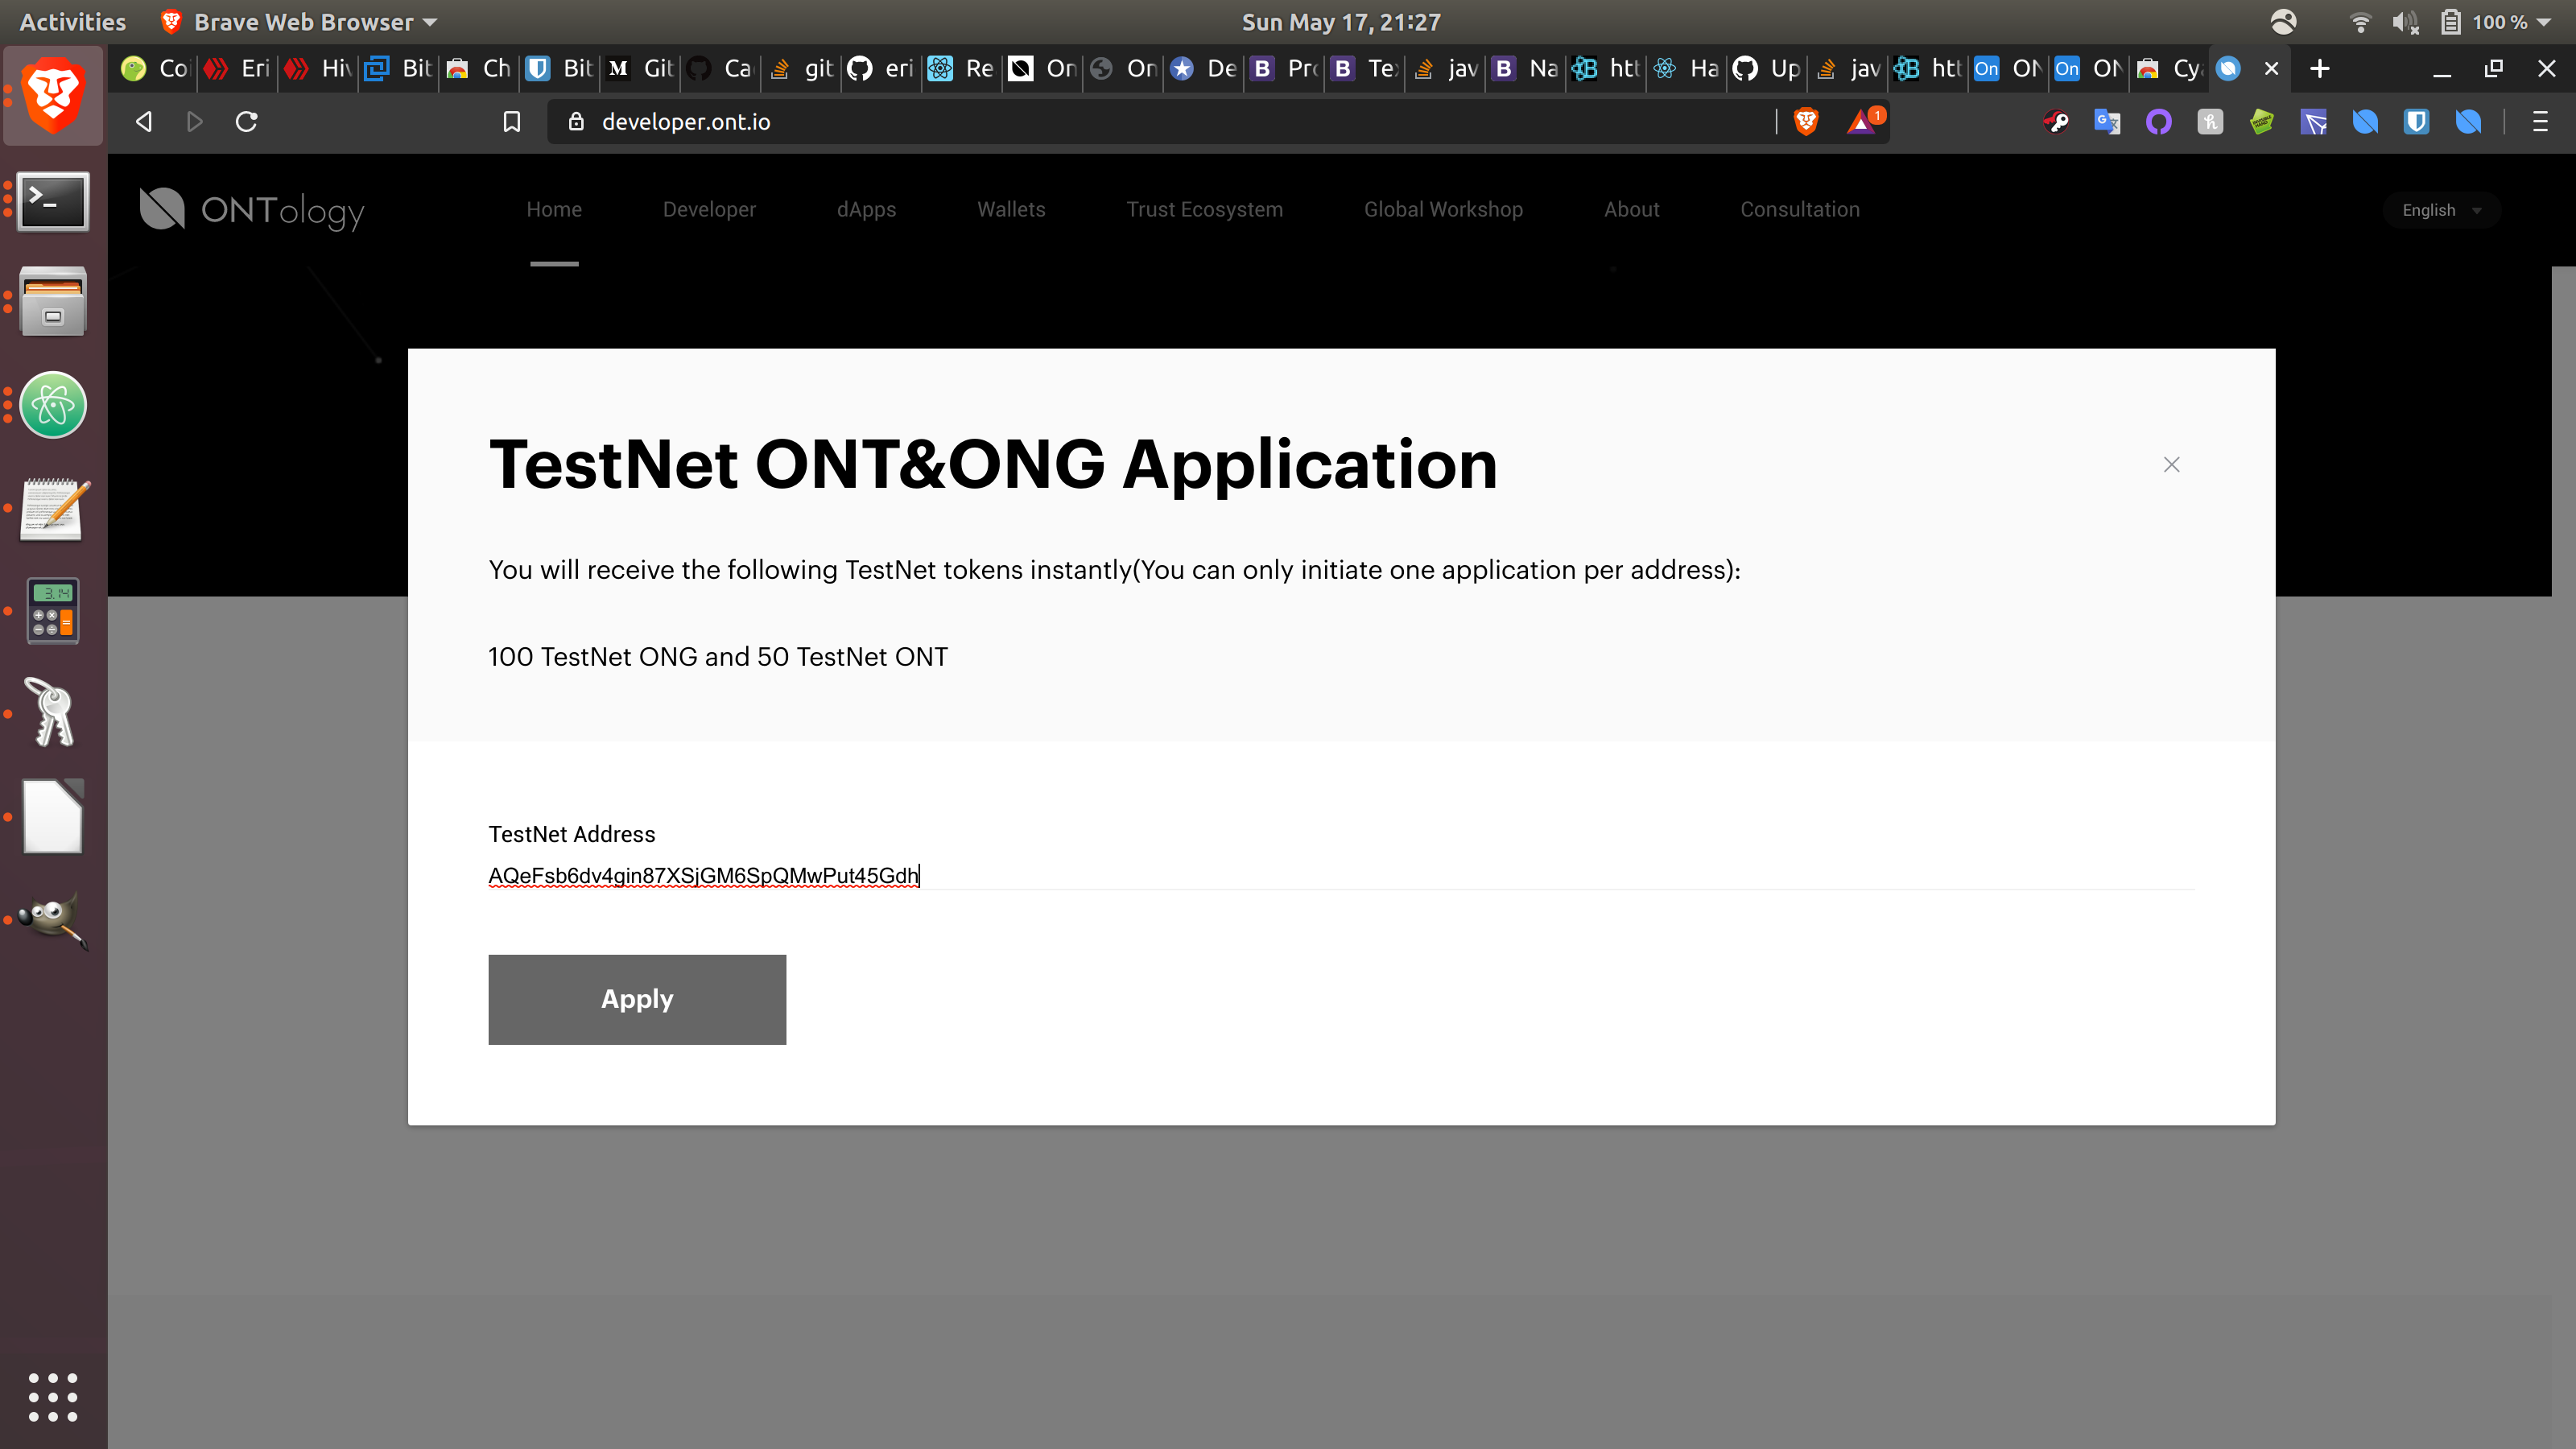 Activities Brave Web Browser Sun May 17, 21:27 100 %
Coi Eri Hiv Bit Ch Bit Git Ca git eri Re On On De Pro Te jav Na htt Ha Up jav htt ON ON Cy
developer.ont.io 1
ONTology Home Developer dApps Wallets Trust Ecosystem Global Workshop About Consultation English
TestNet ONT&ONG Application
You will receive the following TestNet tokens instantly(You can only initiate one application per address):
100 TestNet ONG and 50 TestNet ONT
TestNet Address
AQeFsb6dv4gin87XSjGM6SpQMwPut45Gdh
Apply